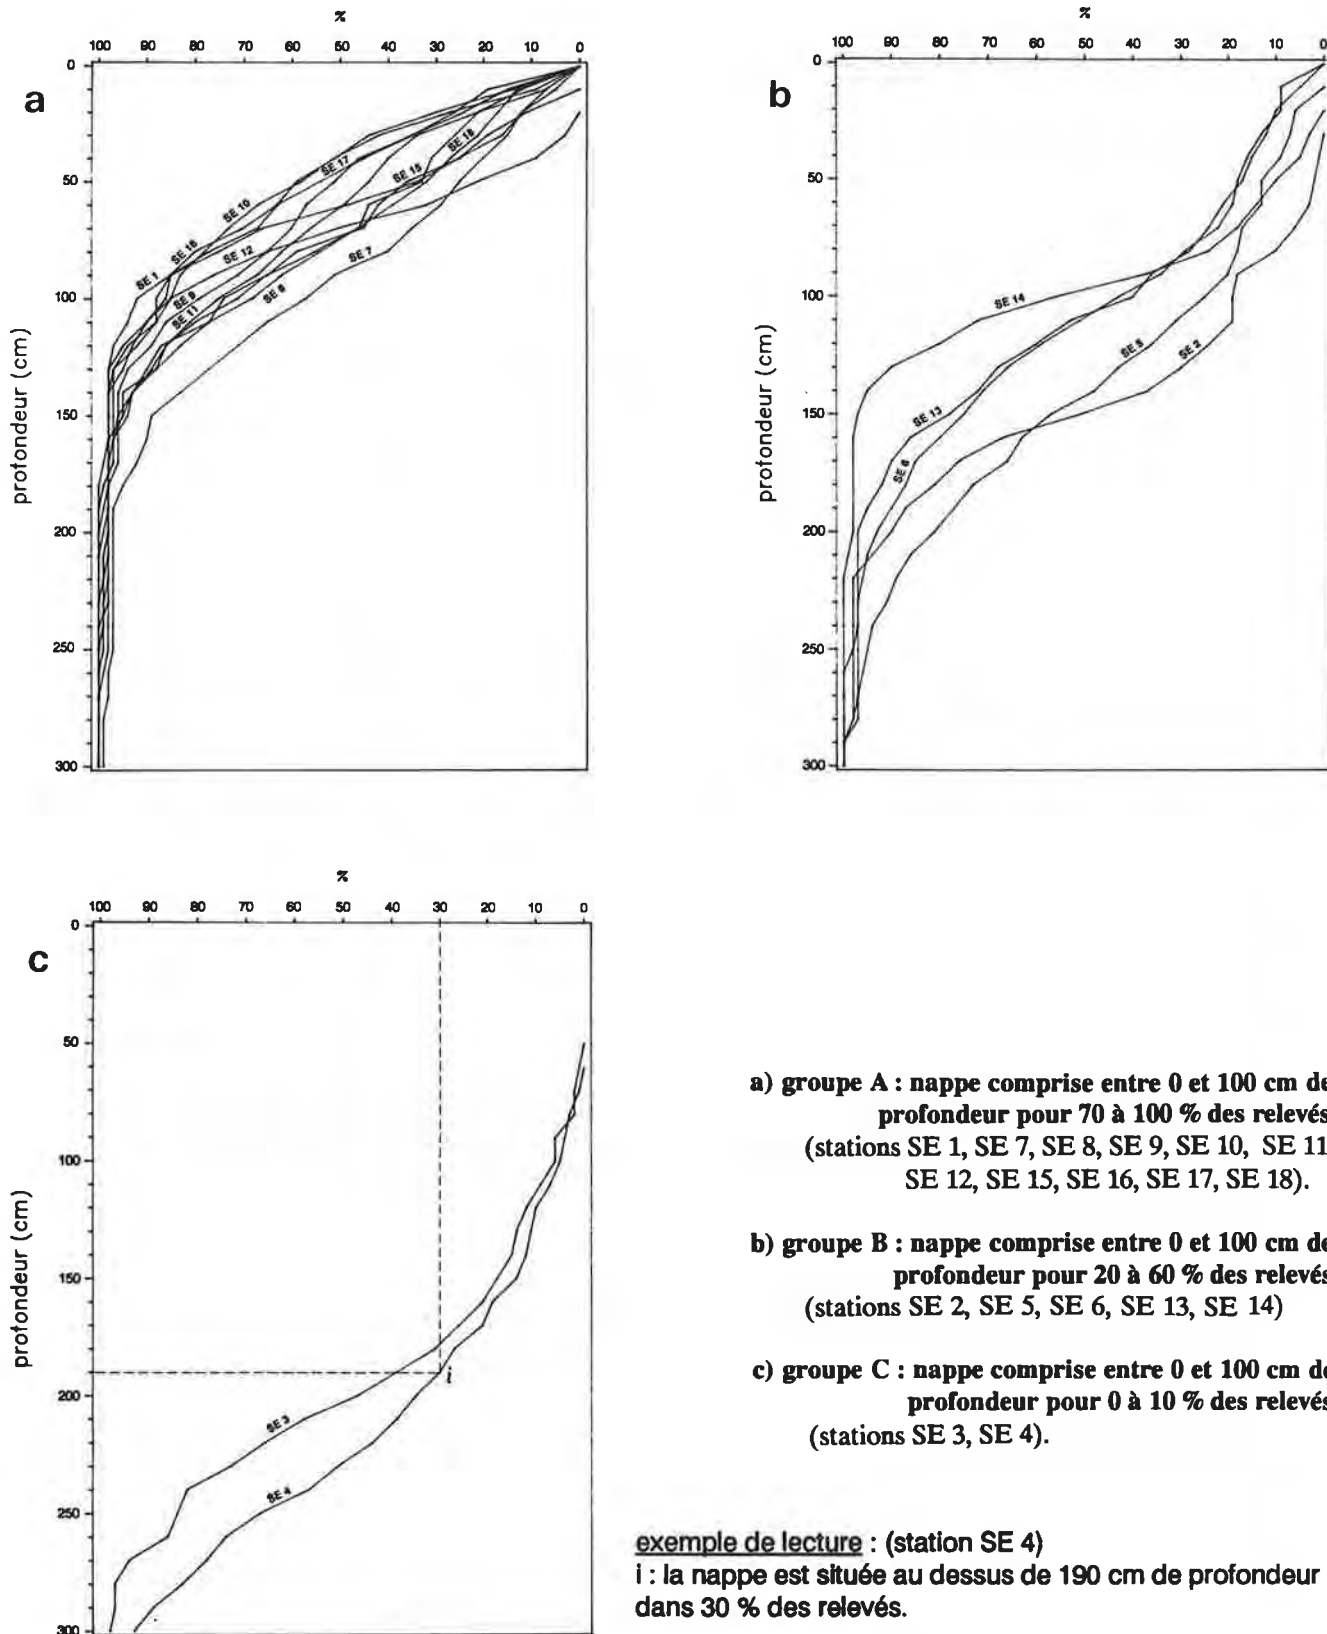 %
100 90 80 70 60 50 40 30 20 10 0
a
0
50
100
150
200
250
300
profondeur (cm)
SE 18
SE 17
SE 15
SE 10
SE 16
SE 12
SE 7
SE 1
SE 8
SE 9
SE 11
%
100 90 80 70 60 50 40 30 20 10 0
b
0
50
100
150
200
250
300
profondeur (cm)
SE 14
SE 5
SE 2
SE 13
SE 6
%
100 90 80 70 60 50 40 30 20 10 0
c
0
50
100
150
200
250
300
profondeur (cm)
i
SE 3
SE 4
a) groupe A : nappe comprise entre 0 et 100 cm de
profondeur pour 70 à 100 % des relevés
(stations SE 1, SE 7, SE 8, SE 9, SE 10, SE 11
SE 12, SE 15, SE 16, SE 17, SE 18).
b) groupe B : nappe comprise entre 0 et 100 cm de
profondeur pour 20 à 60 % des relevés
(stations SE 2, SE 5, SE 6, SE 13, SE 14)
c) groupe C : nappe comprise entre 0 et 100 cm de
profondeur pour 0 à 10 % des relevés
(stations SE 3, SE 4).
exemple de lecture : (station SE 4)
i : la nappe est située au dessus de 190 cm de profondeur
dans 30 % des relevés.